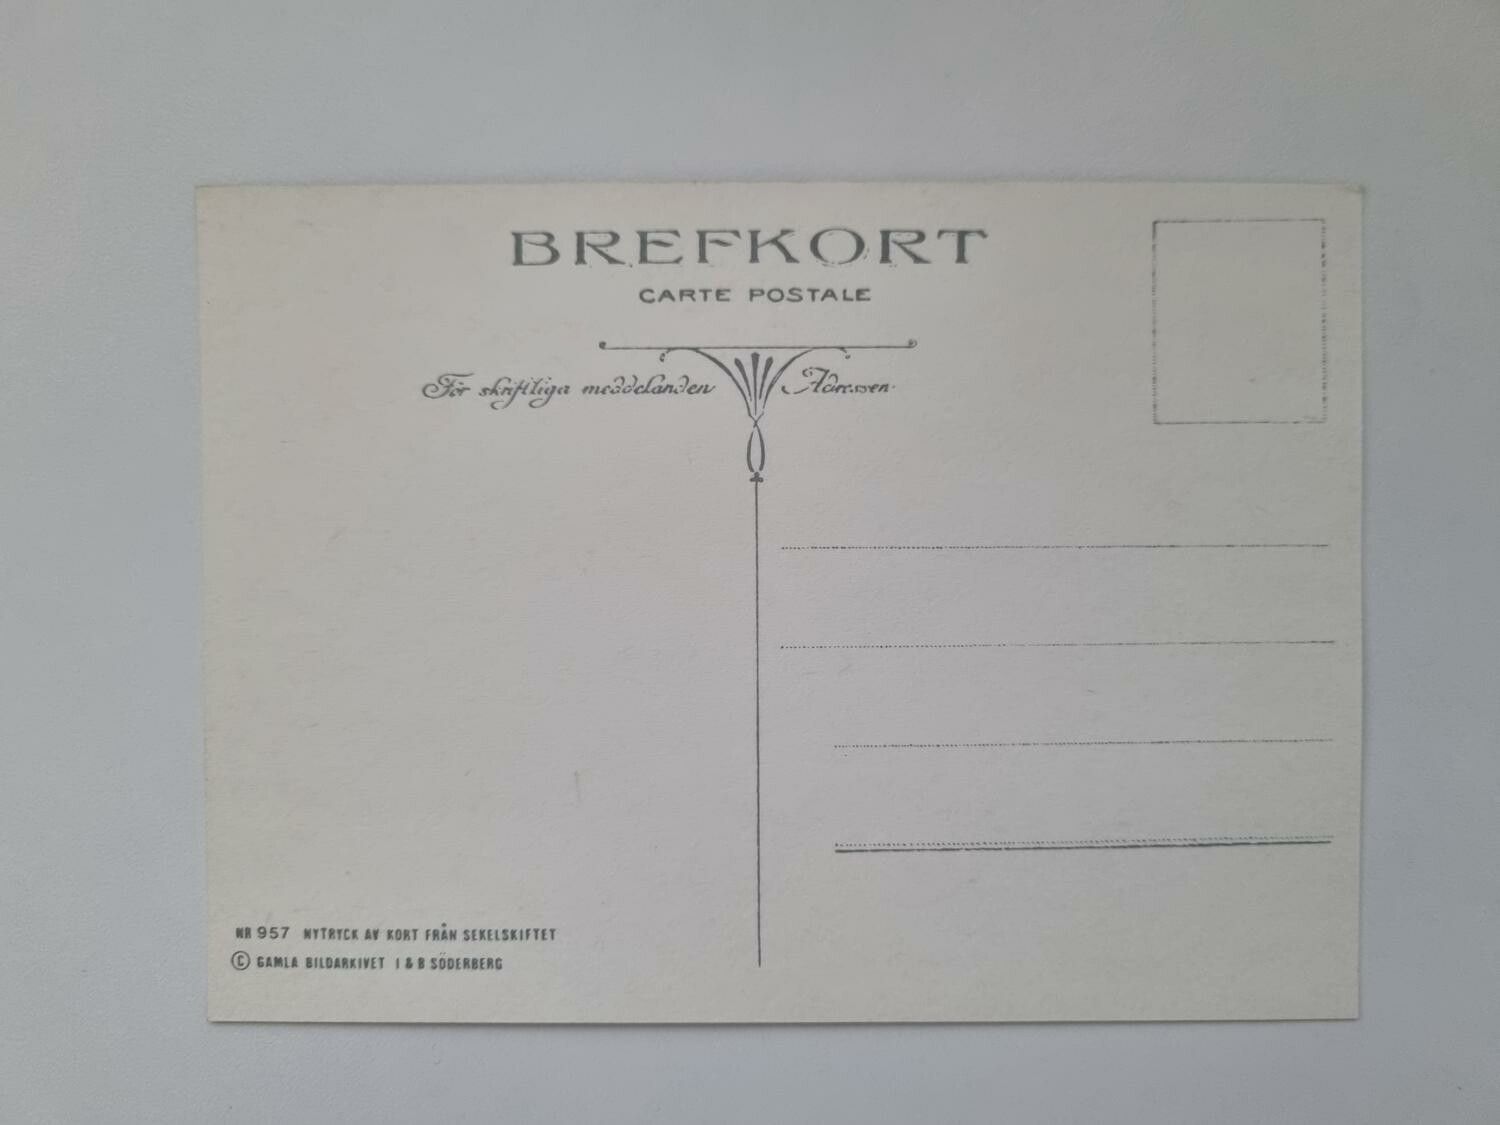 BREFKORT
CARTE POSTALE
För skriftliga meddelanden Adressen.
NR 957 NYTRYCK AV KORT FRÅN SEKELSKIFTET
© GAMLA BILDARKIVET I & B SÖDERBERG